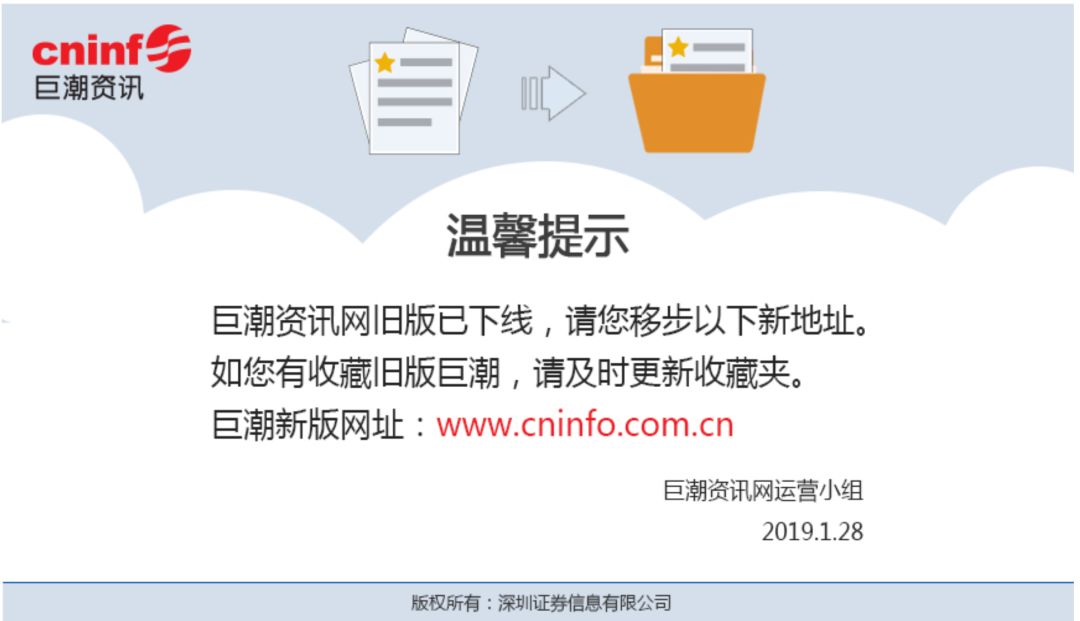 cninf
巨潮资讯
温馨提示
巨潮资讯网旧版已下线，请您移步以下新地址。
如您有收藏旧版巨潮，请及时更新收藏夹。
巨潮新版网址：www.cninfo.com.cn
巨潮资讯网运营小组
2019.1.28
版权所有：深圳证券信息有限公司